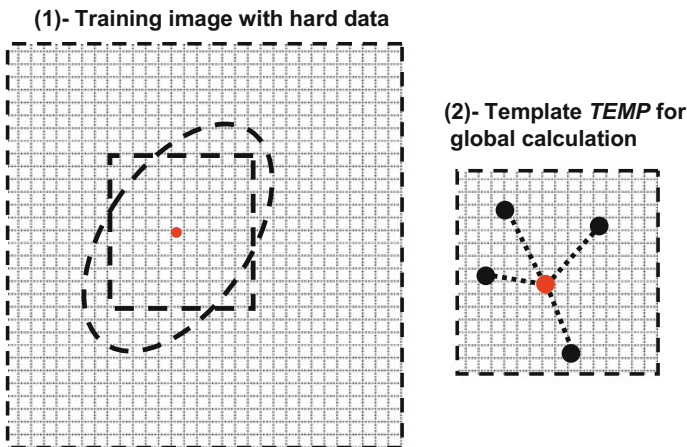 (1)- Training image with hard data
(2)- Template TEMP for
global calculation